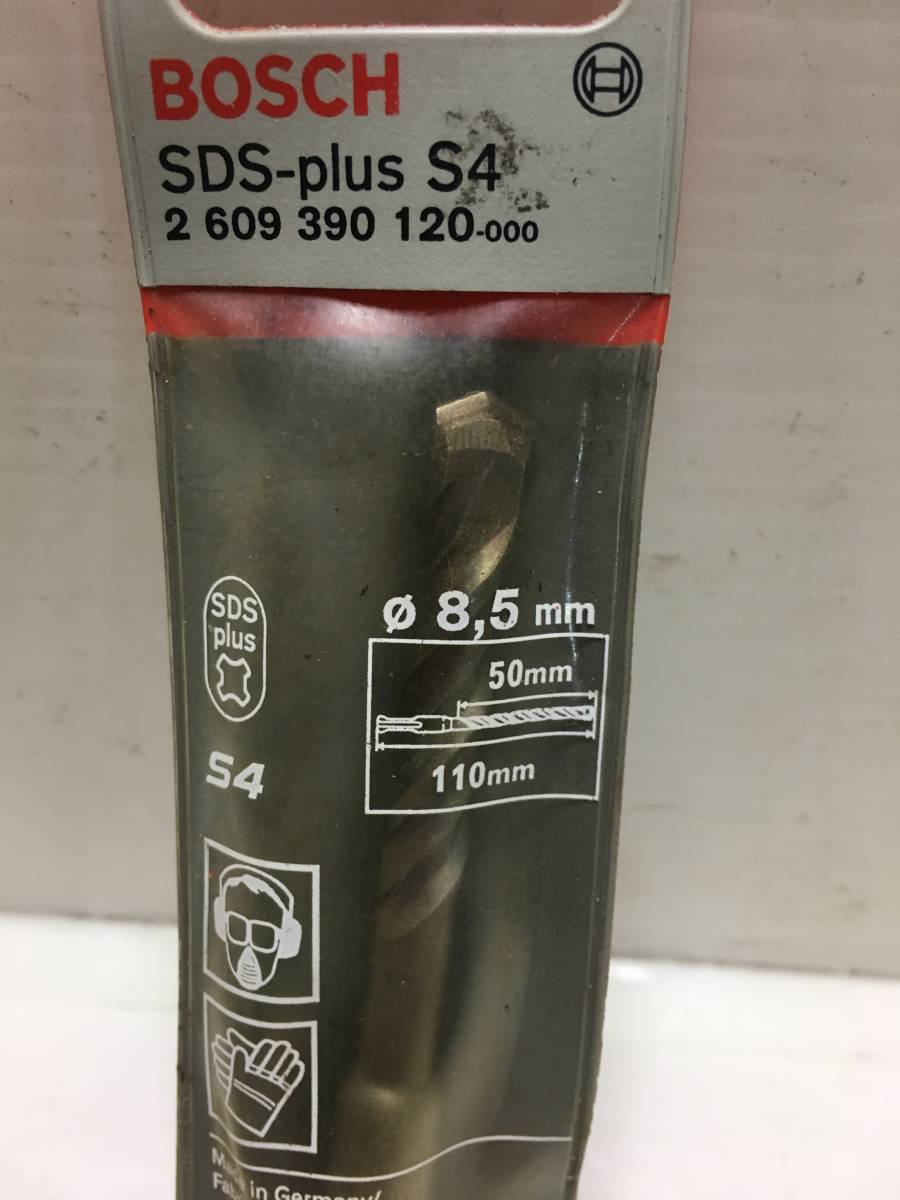 BOSCH
SDS-plus S4
2 609 390 120-000
ø 8,5 mm
SDS
plus
50mm
110mm
S4
in Germany/